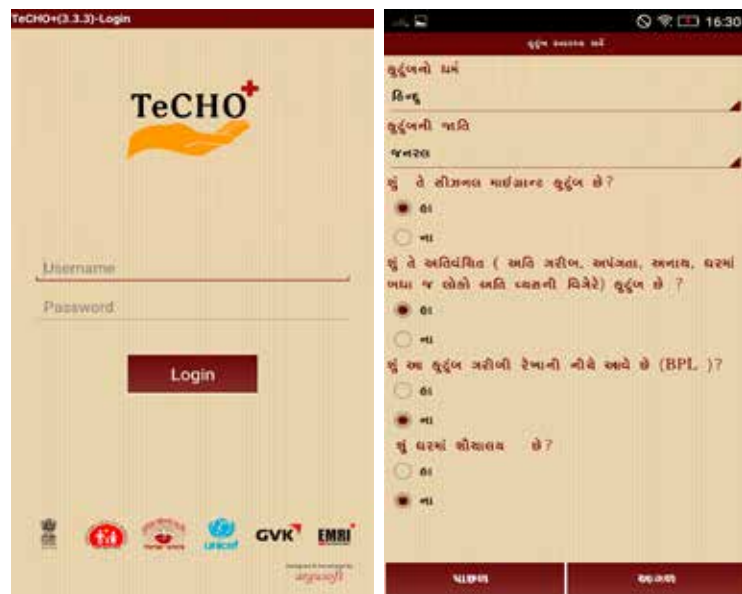 TeCHO+(3.3.3)-Login
TeCHO+
Username
Password
Login
unicef
GVK EMRI
argusoft
16:30
કુટુંબનો ધર્મ
હિન્દુ
કુટુંબની જાતિ
જનરલ
શું તે સીઝનલ માઈગ્રન્ટ કુટુંબ છે?
હા
ના
શું તે અતિવંચિત ( અતિ ગરીબ, અપંગતા, અનાથ, ઘરમાં
બધા જ લોકો અતિ વ્યસની વિગેરે) કુટુંબ છે ?
હા
ના
શું આ કુટુંબ ગરીબી રેખાની નીચે આવે છે (BPL )?
હા
ના
શું ઘરમાં શૌચાલય છે?
હા
ના
પાછળ આગળ